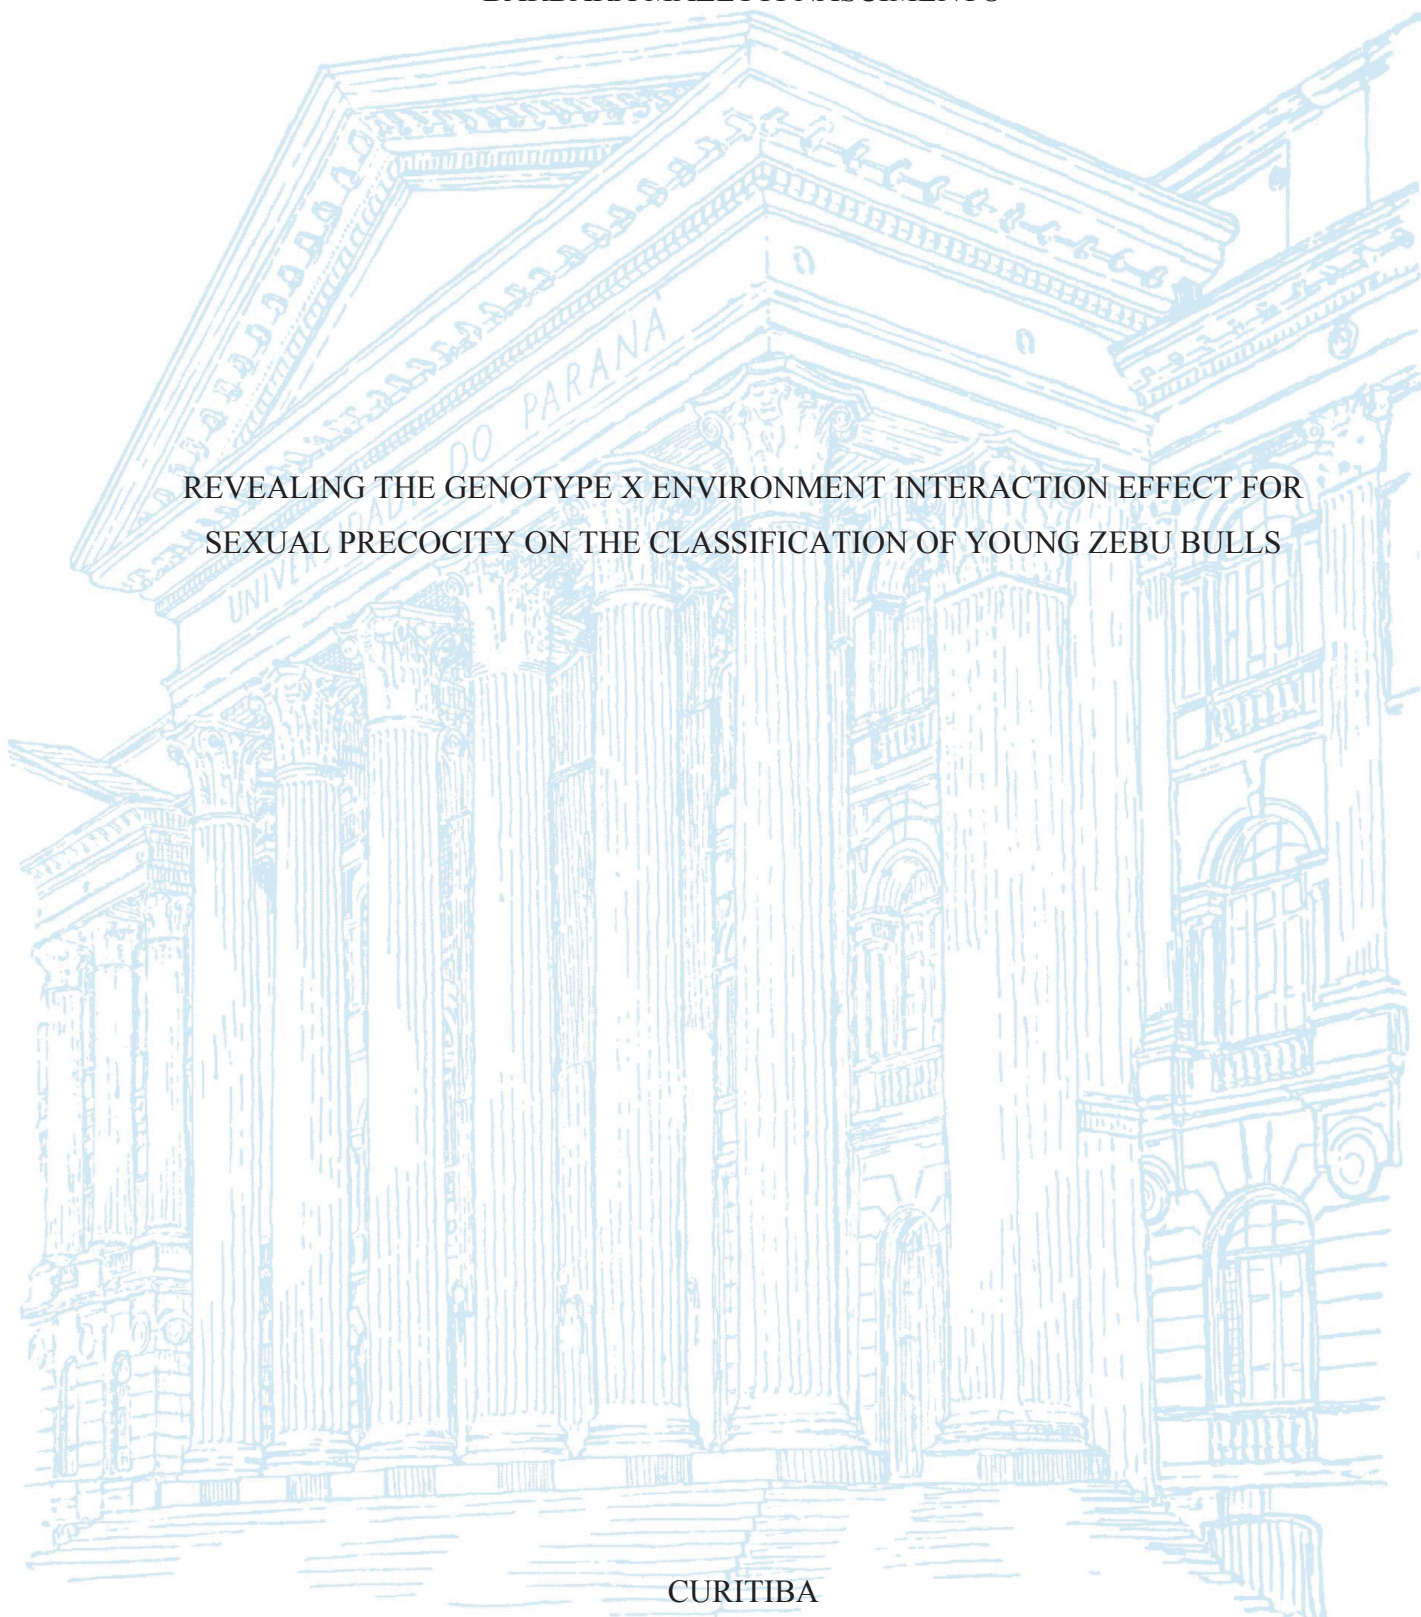 DO PARANÁ
REVEALING THE GENOTYPE X ENVIRONMENT INTERACTION EFFECT FOR
SEXUAL PRECOCITY ON THE CLASSIFICATION OF YOUNG ZEBU BULLS
CURITIBA